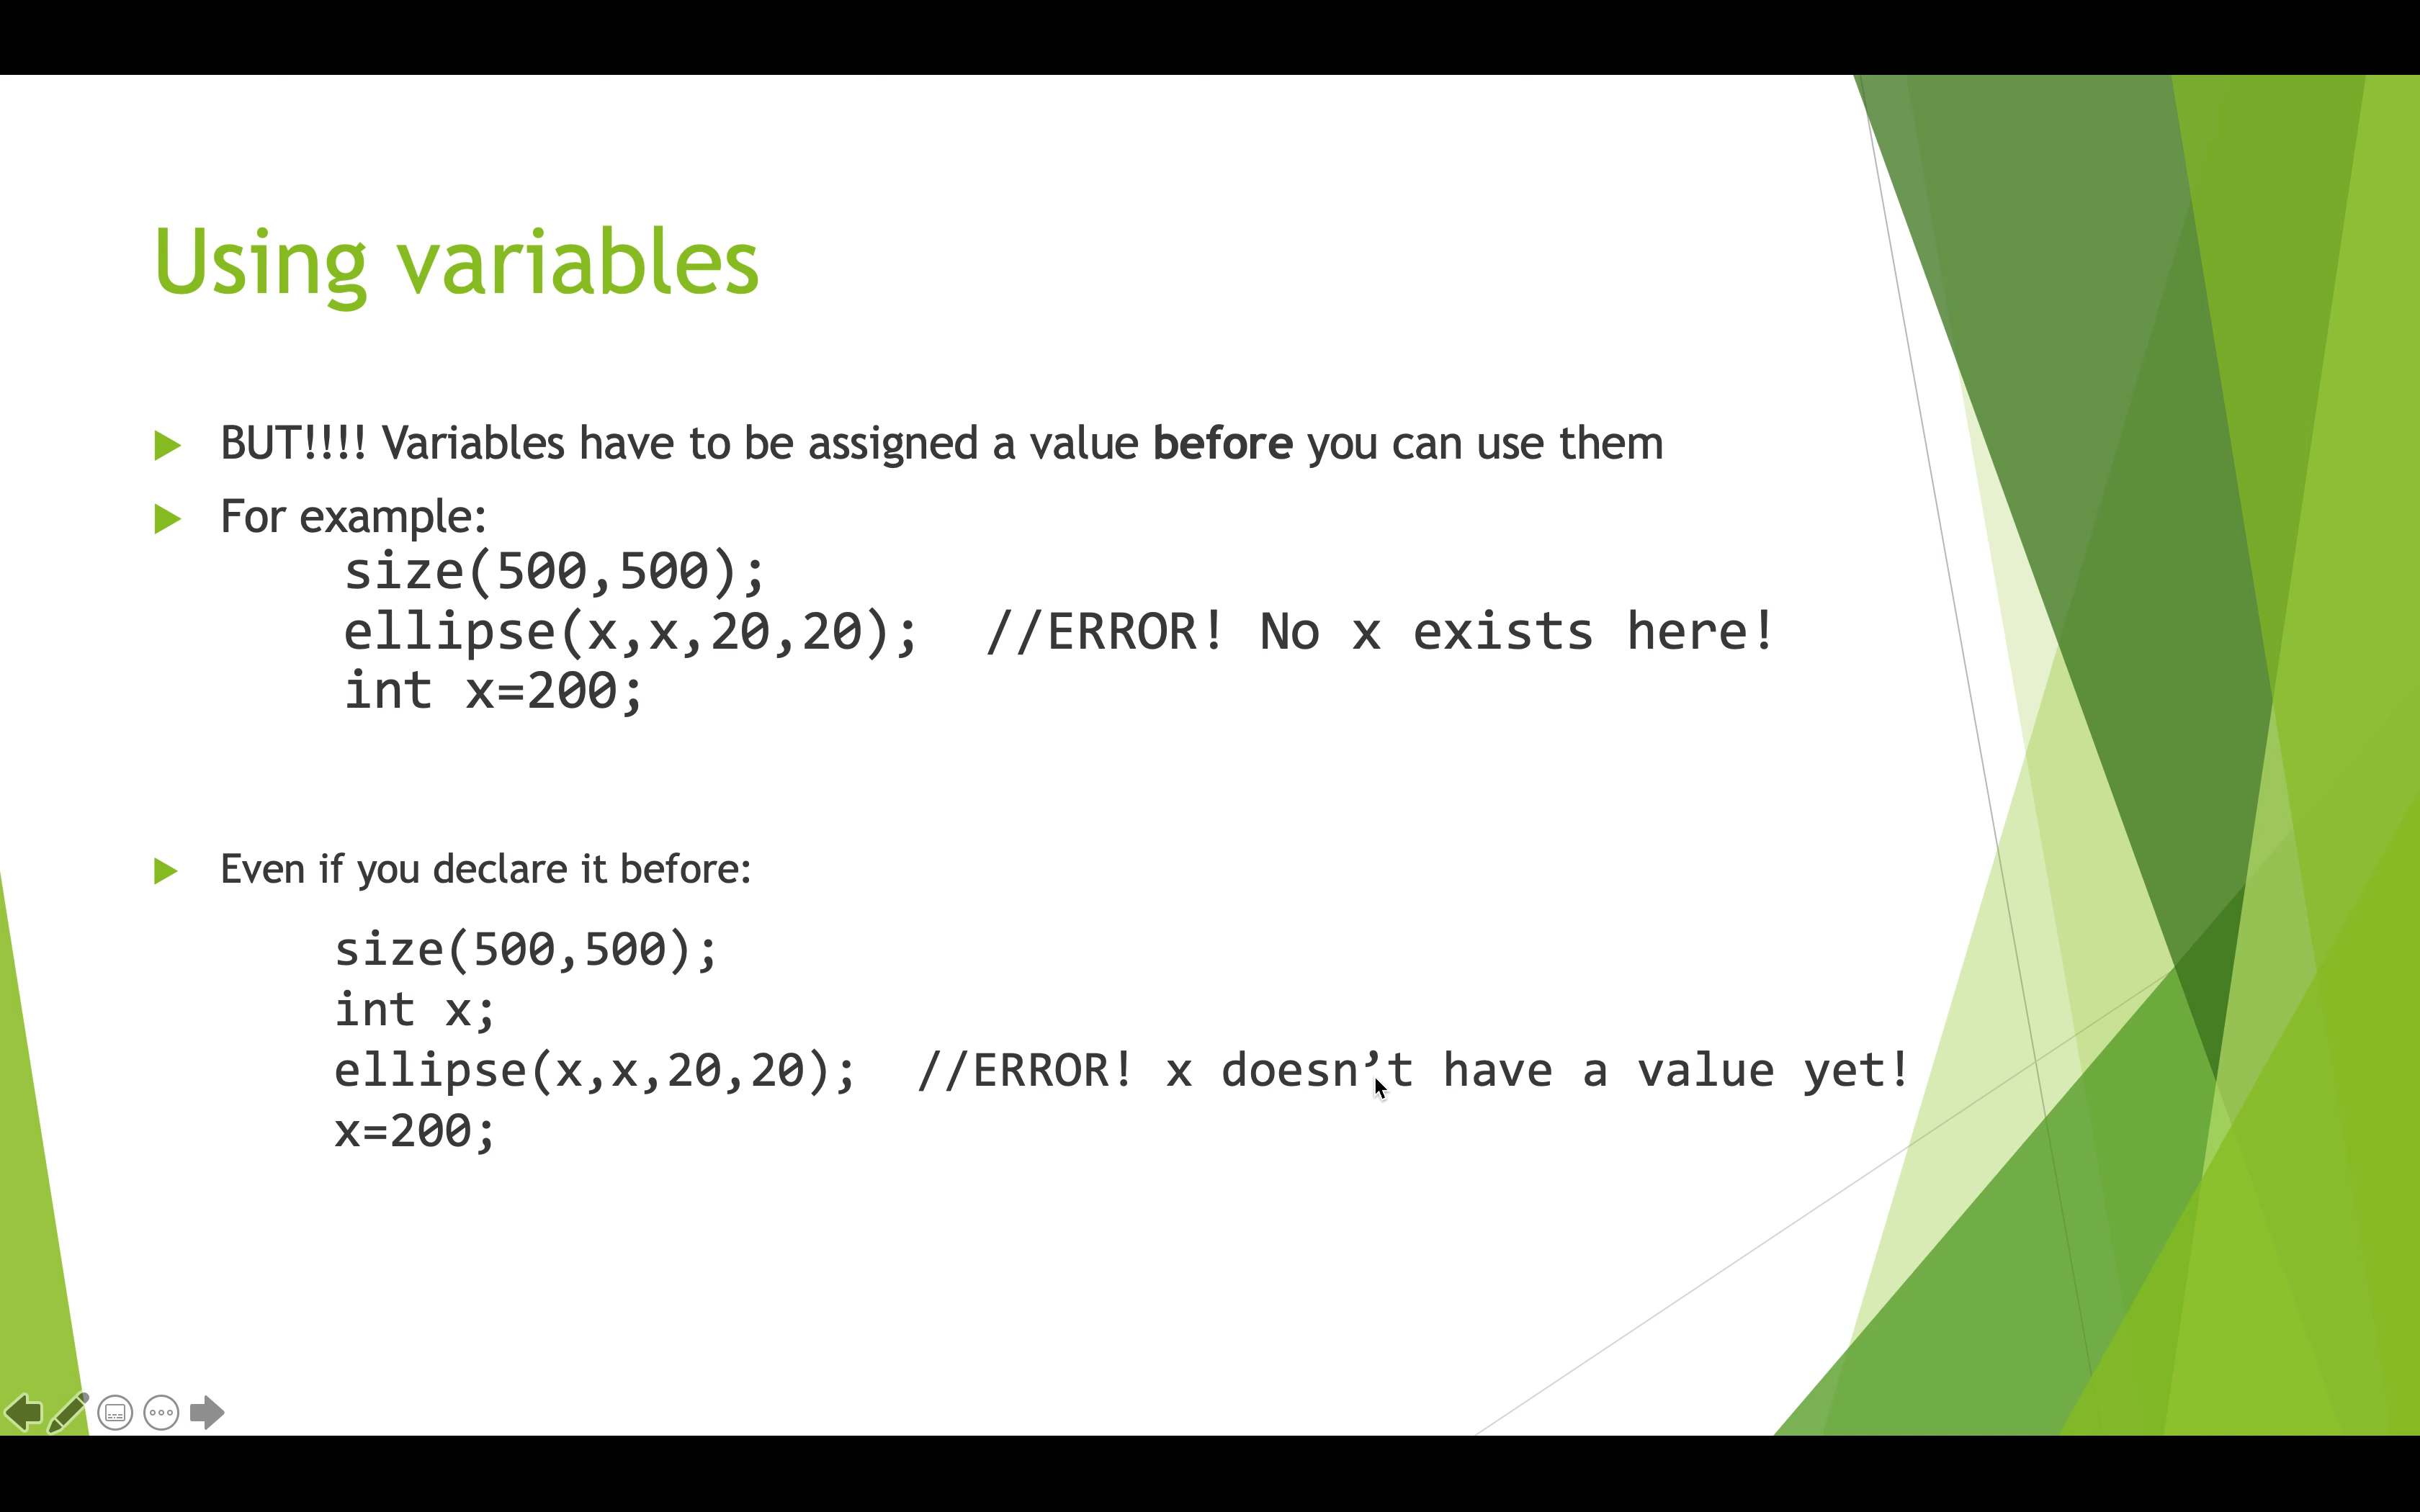 Using variables
BUT!!!! Variables have to be assigned a value before you can use them
For example:
size(500,500);
ellipse(x,x,20,20);  //ERROR! No x exists here!
int x=200;
Even if you declare it before:
size(500,500);
int x;
ellipse(x,x,20,20);  //ERROR! x doesn’t have a value yet!
x=200;